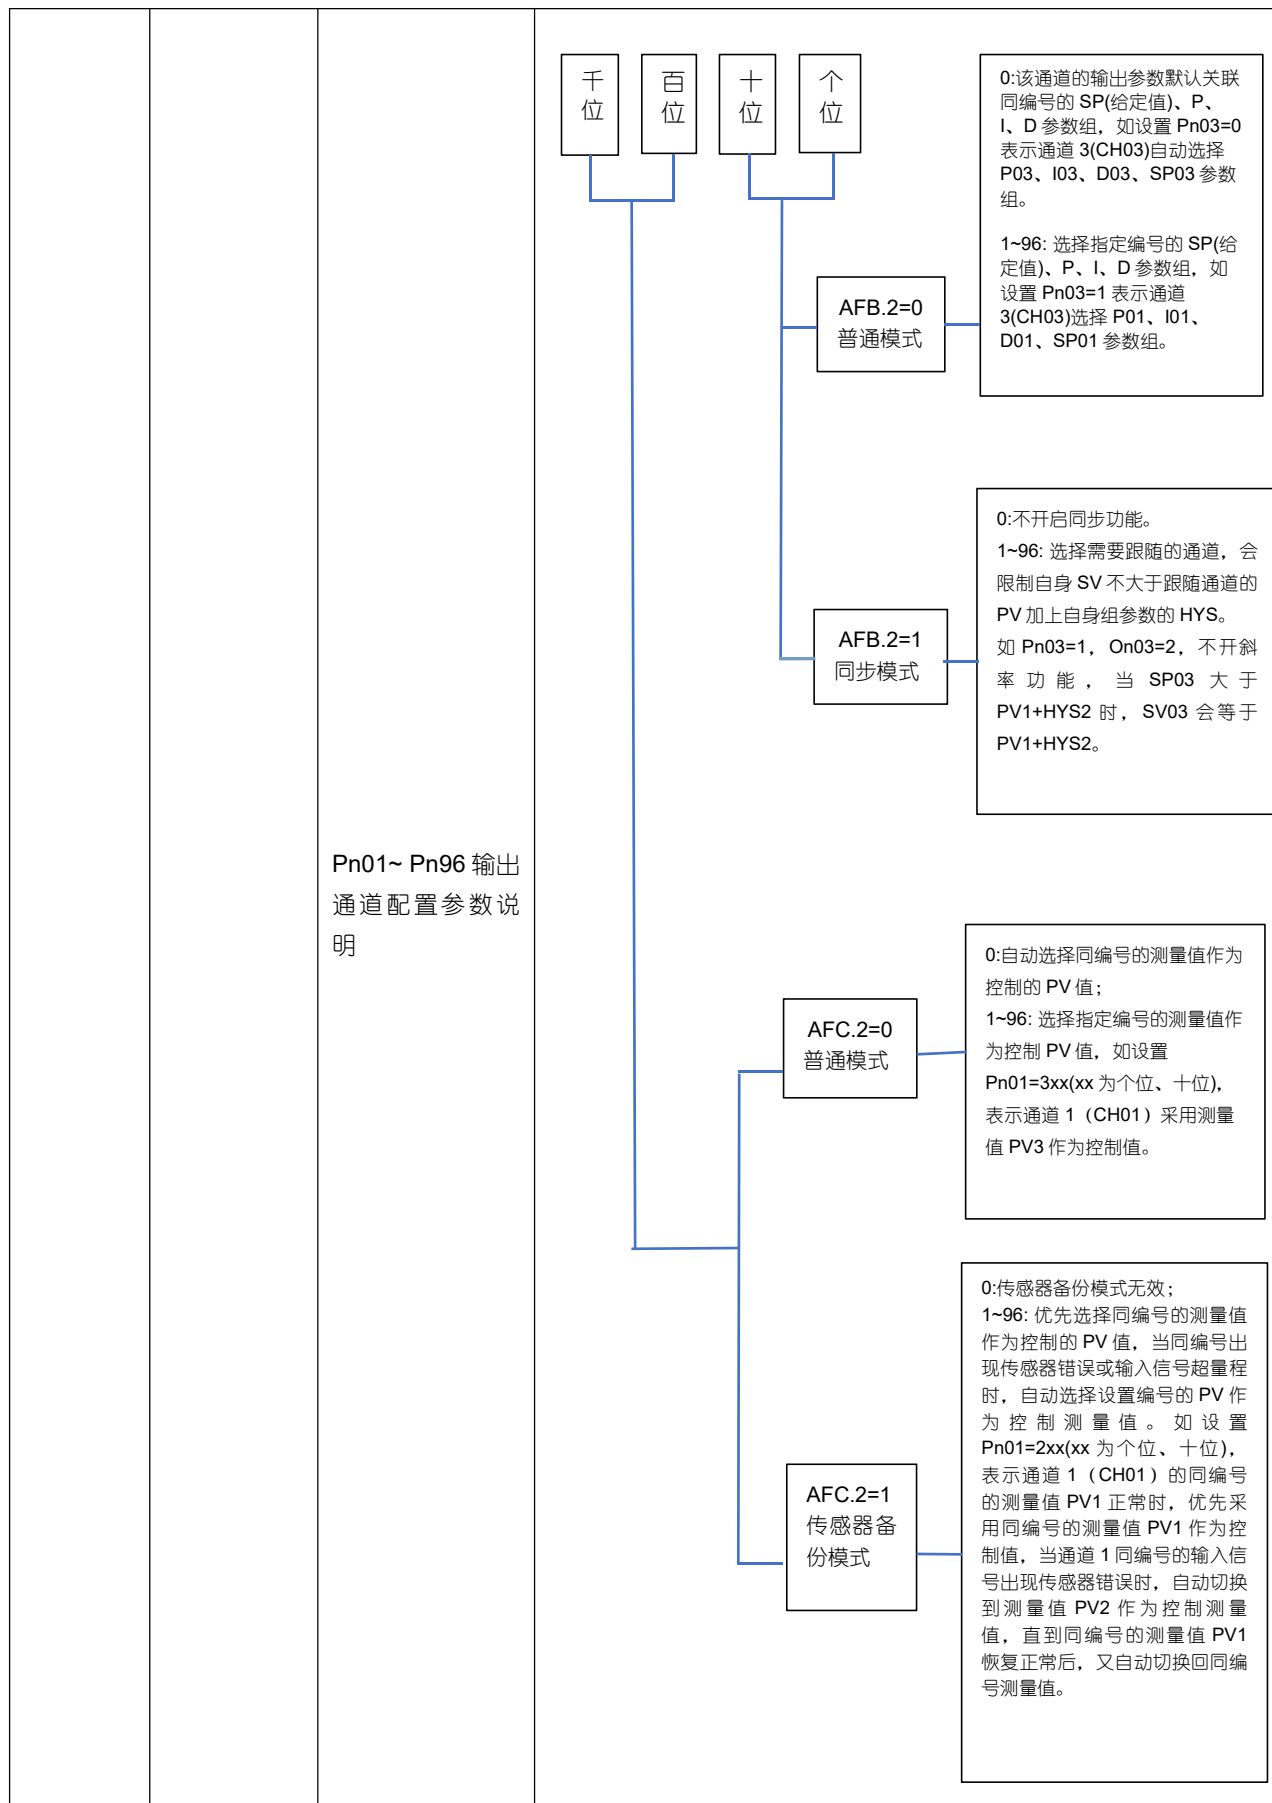 千
位
百
位
十
位
个
位
0:该通道的输出参数默认关联
同编号的 SP(给定值)、P、
I、D 参数组，如设置 Pn03=0
表示通道 3(CH03)自动选择
P03、I03、D03、SP03 参数
组。
1~96: 选择指定编号的 SP(给
定值)、P、I、D 参数组，如
设置 Pn03=1 表示通道
3(CH03)选择 P01、I01、
D01、SP01 参数组。
AFB.2=0
普通模式
0:不开启同步功能。
1~96: 选择需要跟随的通道，会
限制自身 SV 不大于跟随通道的
PV 加上自身组参数的 HYS。
如 Pn03=1，On03=2，不开斜
率功能，当 SP03 大于
PV1+HYS2 时，SV03 会等于
PV1+HYS2。
AFB.2=1
同步模式
Pn01~ Pn96 输出
通道配置参数说
明
0:自动选择同编号的测量值作为
控制的 PV 值；
1~96: 选择指定编号的测量值作
为控制 PV 值，如设置
Pn01=3xx(xx 为个位、十位)，
表示通道 1（CH01）采用测量
值 PV3 作为控制值。
AFC.2=0
普通模式
0:传感器备份模式无效；
1~96: 优先选择同编号的测量值
作为控制的 PV 值，当同编号出
现传感器错误或输入信号超量程
时，自动选择设置编号的 PV 作
为控制测量值。如设置
Pn01=2xx(xx 为个位、十位)，
表示通道 1（CH01）的同编号
的测量值 PV1 正常时，优先采
用同编号的测量值 PV1 作为控
制值，当通道 1 同编号的输入信
号出现传感器错误时，自动切换
到测量值 PV2 作为控制测量
值，直到同编号的测量值 PV1
恢复正常后，又自动切换回同编
号测量值。
AFC.2=1
传感器备
份模式